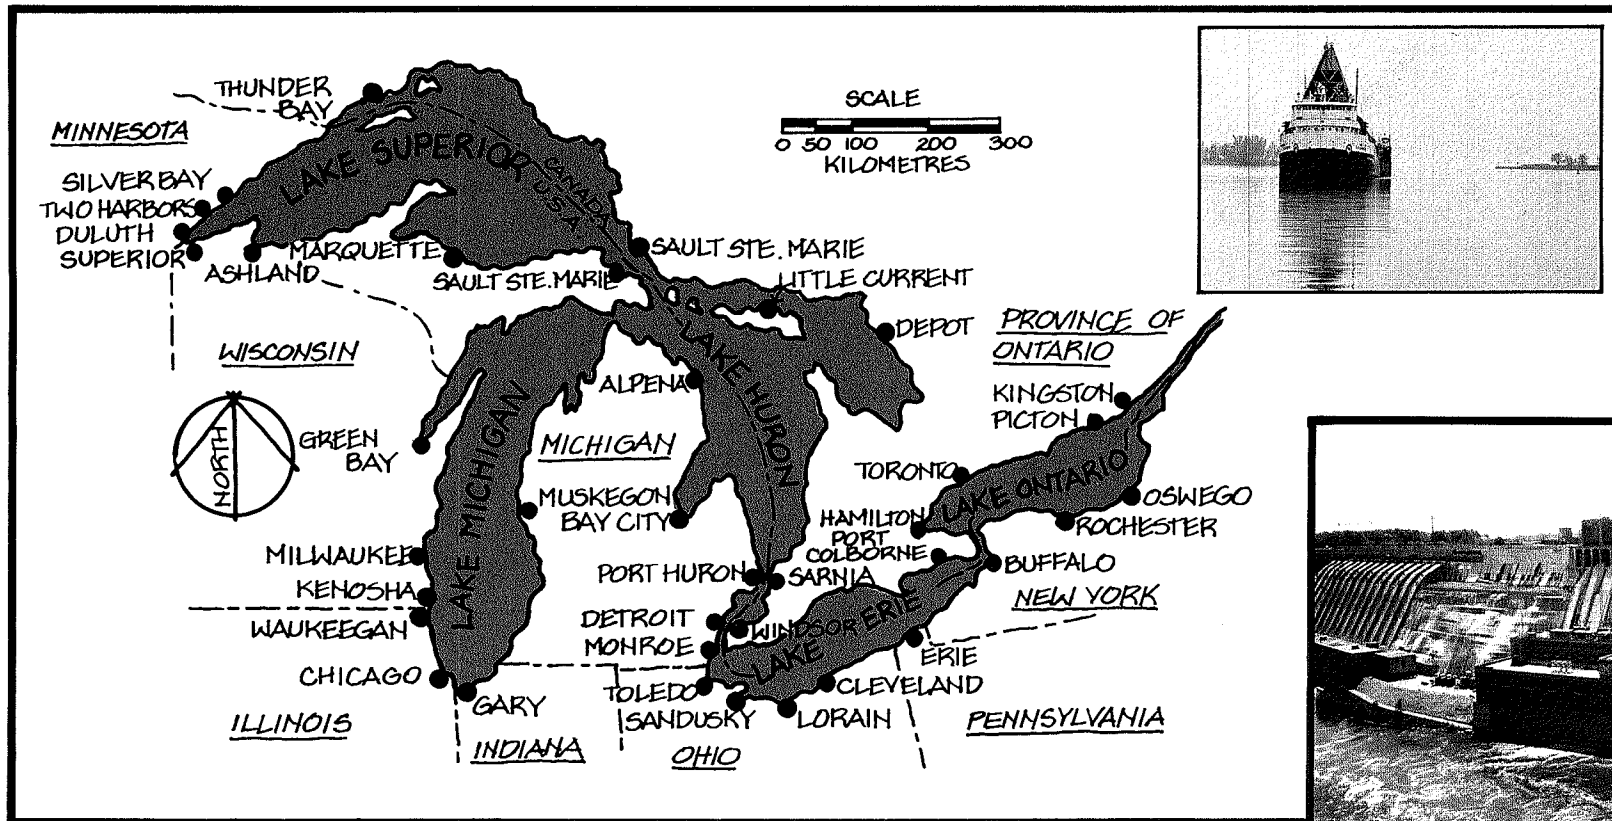 THUNDER
BAY
MINNESOTA
SCALE
0 50 100 200 300
KILOMETRES
LAKE SUPERIOR
CANADA
U.S.A.
SILVER BAY
TWO HARBORS
DULUTH
SUPERIOR
ASHLAND
MARQUETTE
SAULT STE. MARIE
SAULT STE. MARIE
LITTLE CURRENT
DEPOT
PROVINCE OF
ONTARIO
WISCONSIN
LAKE HURON
ALPENA
KINGSTON
PICTON
NORTH
GREEN
BAY
LAKE MICHIGAN
MICHIGAN
TORONTO
LAKE ONTARIO
MUSKEGON
BAY CITY
OSWEGO
ROCHESTER
HAMILTON
PORT
COLBORNE
MILWAUKEE
PORT HURON
SARNIA
BUFFALO
KENOSHA
NEW YORK
WAUKEEGAN
DETROIT
WINDSOR
MONROE
LAKE ERIE
ERIE
CHICAGO
GARY
TOLEDO
CLEVELAND
SANDUSKY
LORAIN
ILLINOIS
INDIANA
OHIO
PENNSYLVANIA